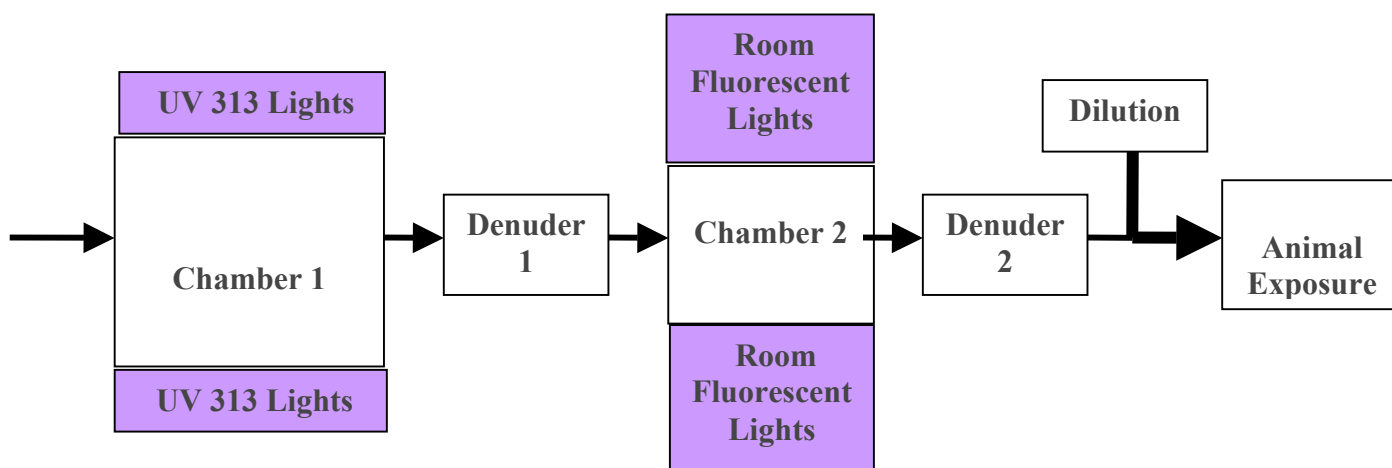 UV 313 Lights
Chamber 1
UV 313 Lights
Denuder
1
Room
Fluorescent
Lights
Chamber 2
Room
Fluorescent
Lights
Denuder
2
Dilution
Animal
Exposure